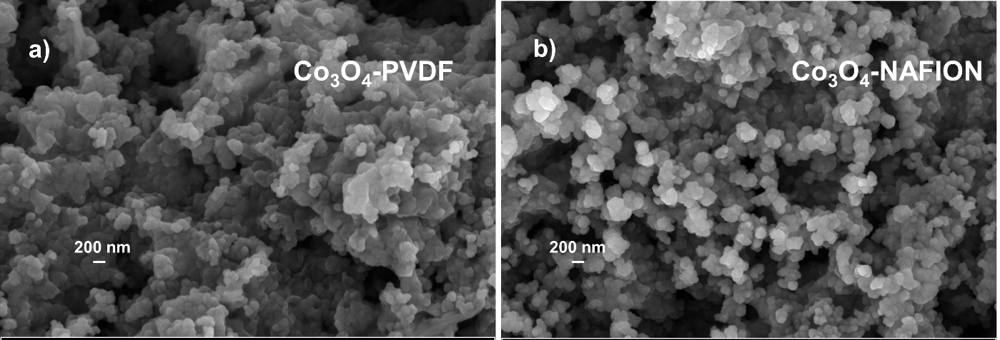 a)
Co₃O₄-PVDF
200 nm
b)
Co₃O₄-NAFION
200 nm